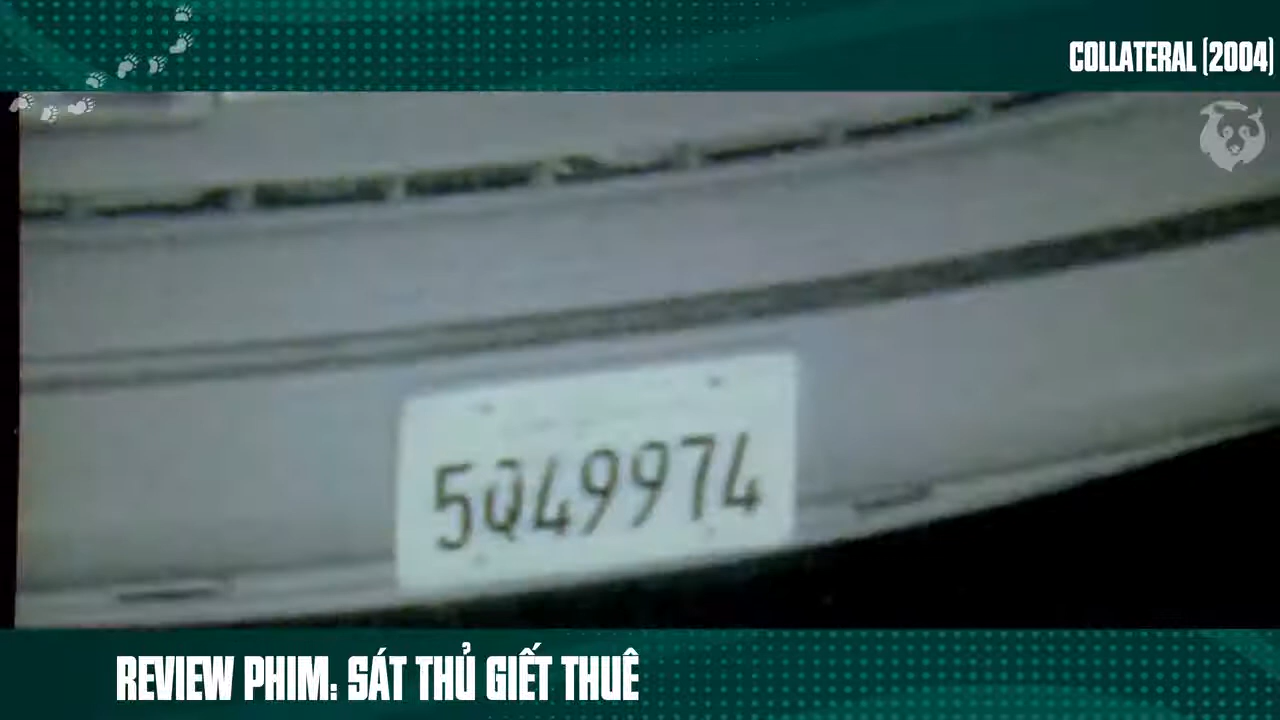 COLLATERAL (2004)
5Q49974
REVIEW PHIM: SÁT THỦ GIẾT THUÊ